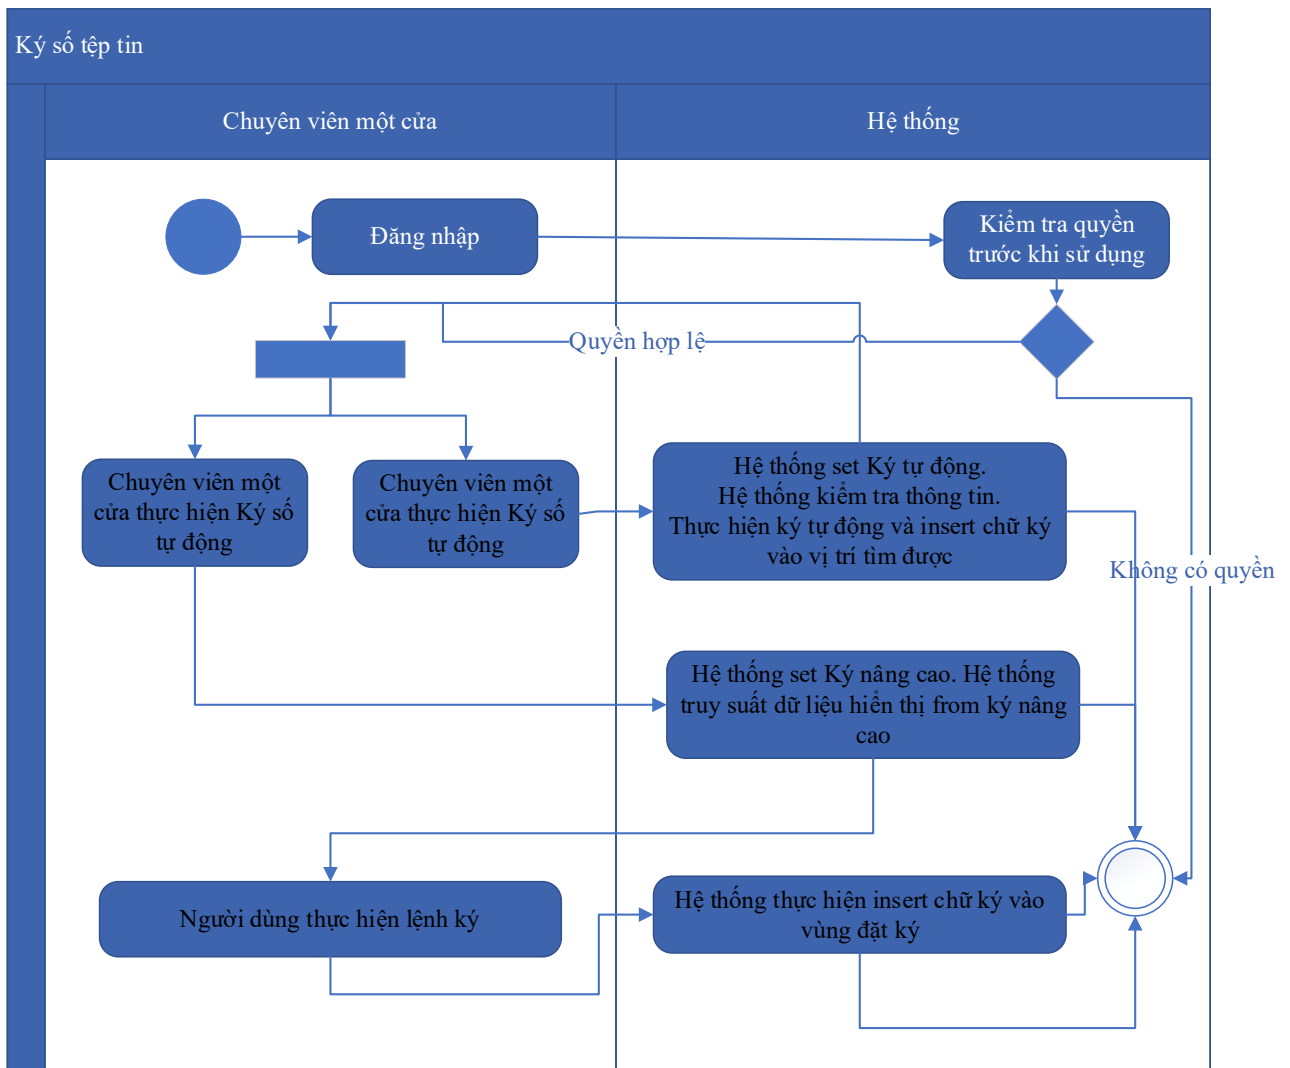 Ký số tệp tin
Chuyên viên một cửa
Hệ thống
Đăng nhập
Kiểm tra quyền
trước khi sử dụng
Quyền hợp lệ
Chuyên viên một
cửa thực hiện Ký số
tự động
Chuyên viên một
cửa thực hiện Ký số
tự động
Hệ thống set Ký tự động.
Hệ thống kiểm tra thông tin.
Thực hiện ký tự động và insert chữ ký
vào vị trí tìm được
Không có quyền
Hệ thống set Ký nâng cao. Hệ thống
truy suất dữ liệu hiển thị from ký nâng
cao
Người dùng thực hiện lệnh ký
Hệ thống thực hiện insert chữ ký vào
vùng đặt ký